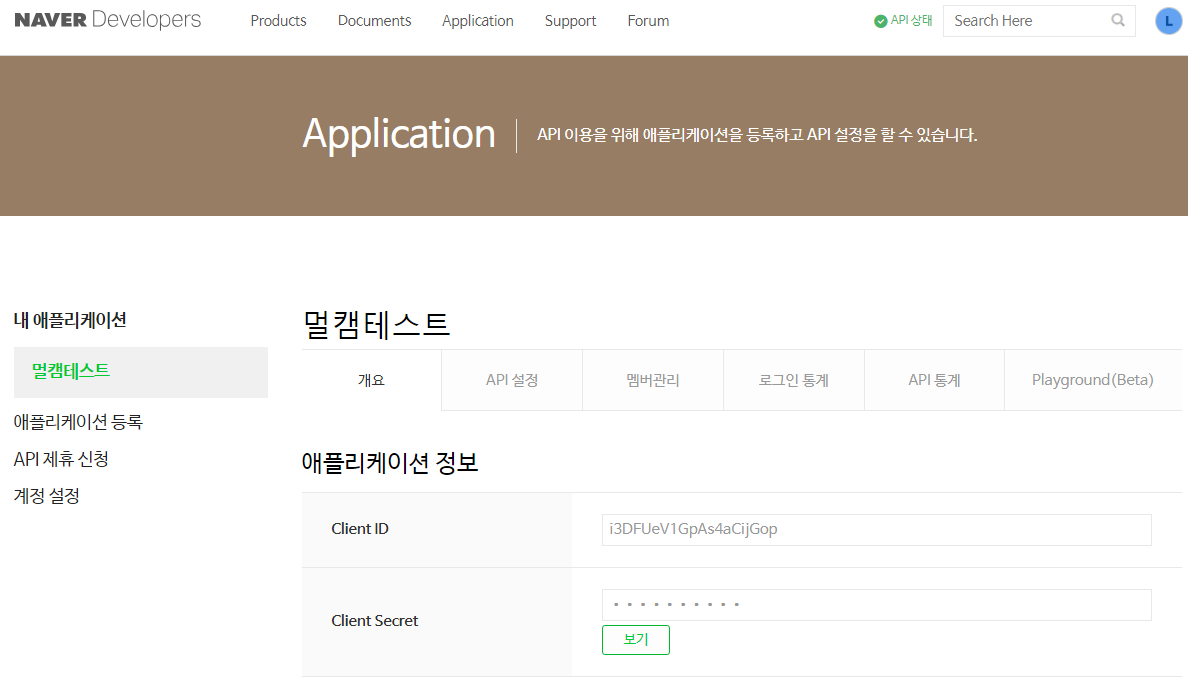 NAVER Developers
Products
Documents
Application
Support
Forum
API 상태
Search Here
L
Application
API 이용을 위해 애플리케이션을 등록하고 API 설정을 할 수 있습니다.
내 애플리케이션
멀캠테스트
애플리케이션 등록
API 제휴 신청
계정 설정
멀캠테스트
개요
API 설정
멤버관리
로그인 통계
API 통계
Playground(Beta)
애플리케이션 정보
Client ID
i3DFUeV1GpAs4aCijGop
Client Secret
••••••••••
보기